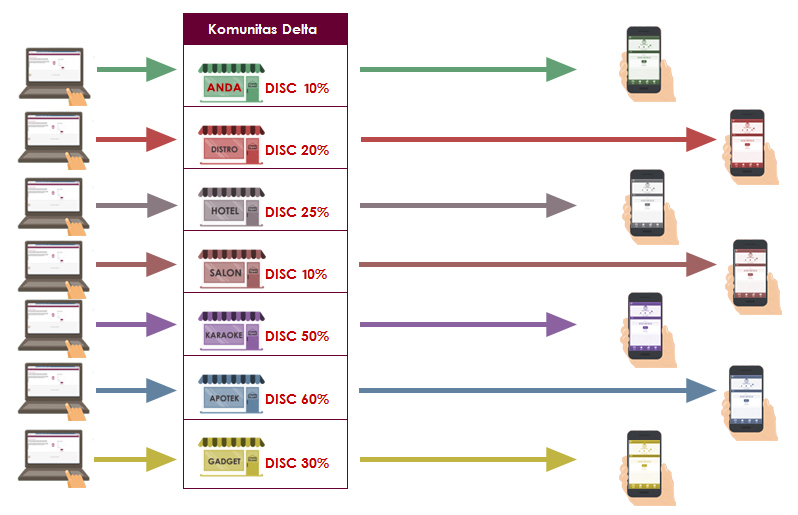 Komunitas Delta
ANDA DISC 10%
DISTRO DISC 20%
HOTEL DISC 25%
SALON DISC 10%
KARAOKE DISC 50%
APOTEK DISC 60%
GADGET DISC 30%